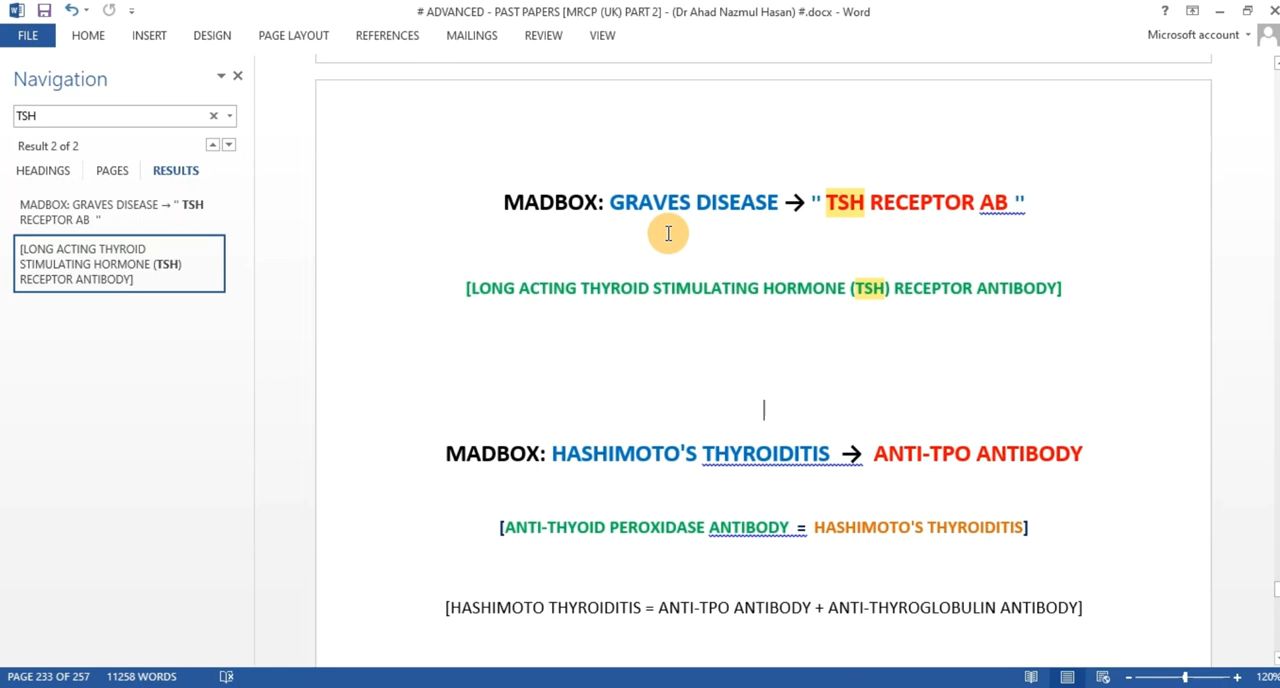 # ADVANCED - PAST PAPERS [MRCP (UK) PART 2] - (Dr Ahad Nazmul Hasan) #.docx - Word
FILE HOME INSERT DESIGN PAGE LAYOUT REFERENCES MAILINGS REVIEW VIEW Microsoft account
Navigation
TSH
Result 2 of 2
HEADINGS PAGES RESULTS
MADBOX: GRAVES DISEASE → " TSH
RECEPTOR AB "
[LONG ACTING THYROID
STIMULATING HORMONE (TSH)
RECEPTOR ANTIBODY]
MADBOX: GRAVES DISEASE → " TSH RECEPTOR AB "
[LONG ACTING THYROID STIMULATING HORMONE (TSH) RECEPTOR ANTIBODY]
MADBOX: HASHIMOTO'S THYROIDITIS → ANTI-TPO ANTIBODY
[ANTI-THYOID PEROXIDASE ANTIBODY = HASHIMOTO'S THYROIDITIS]
[HASHIMOTO THYROIDITIS = ANTI-TPO ANTIBODY + ANTI-THYROGLOBULIN ANTIBODY]
PAGE 233 OF 257 11258 WORDS 120%